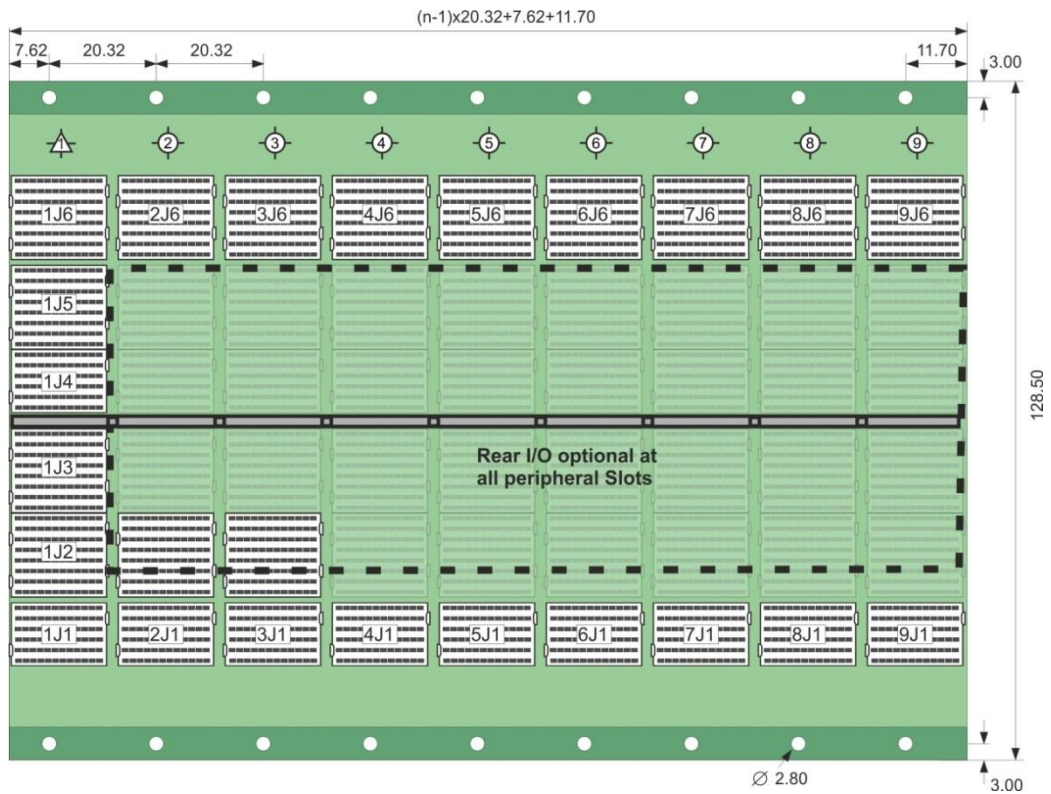 (n-1)x20.32+7.62+11.70
7.62
20.32
20.32
11.70
3.00
1
2
3
4
5
6
7
8
9
1J6
2J6
3J6
4J6
5J6
6J6
7J6
8J6
9J6
1J5
1J4
128.50
1J3
Rear I/O optional at
all peripheral Slots
1J2
1J1
2J1
3J1
4J1
5J1
6J1
7J1
8J1
9J1
Ø 2.80
3.00